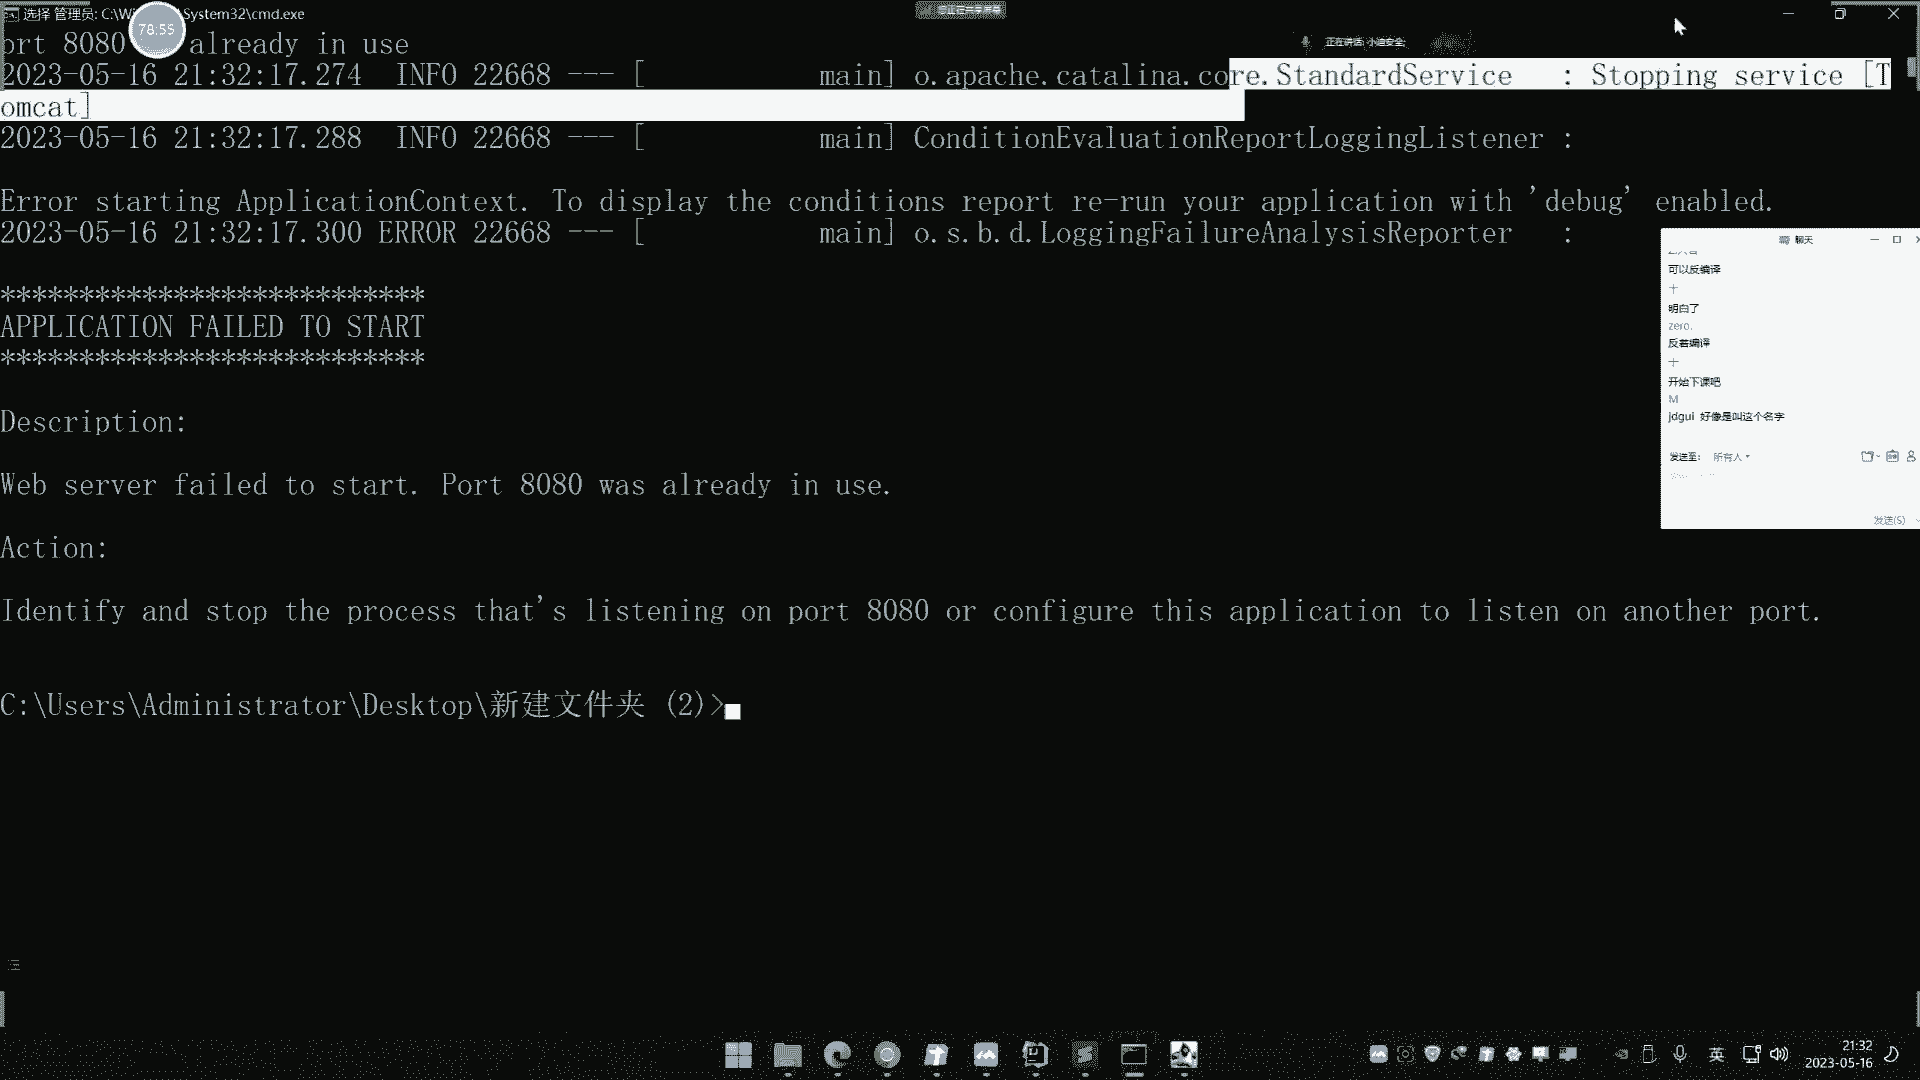 选择 管理员: C:\Wi System32\cmd.exe
78:55
正在讲话: 小迪安全
ort 8080 already in use
2023-05-16 21:32:17.274  INFO 22668 --- [           main] o.apache.catalina.core.StandardService   : Stopping service [T
omcat]
2023-05-16 21:32:17.288  INFO 22668 --- [           main] ConditionEvaluationReportLoggingListener :
Error starting ApplicationContext. To display the conditions report re-run your application with 'debug' enabled.
2023-05-16 21:32:17.300 ERROR 22668 --- [           main] o.s.b.d.LoggingFailureAnalysisReporter   :
***************************
APPLICATION FAILED TO START
***************************
Description:
Web server failed to start. Port 8080 was already in use.
Action:
Identify and stop the process that's listening on port 8080 or configure this application to listen on another port.
C:\Users\Administrator\Desktop\新建文件夹 (2)>
聊天
可以反编译
十
明白了
zero.
反着编译
十
开始下课吧
M
jdgui 好像是叫这个名字
发送至: 所有人
发送(S)
英
21:32
2023-05-16